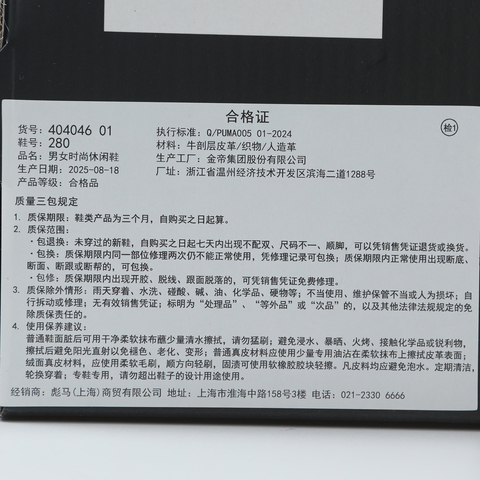 合格证
货号: 404046 01
鞋号: 280
品名: 男女时尚休闲鞋
生产日期: 2025-08-18
产品等级: 合格品
执行标准: Q/PUMA005 01-2024
材料: 牛剖层皮革/织物/人造革
生产工厂: 金帝集团股份有限公司
厂址: 浙江省温州经济技术开发区滨海二道1288号
检1
质量三包规定
1. 质保期限: 鞋类产品为三个月, 自购买之日起算。
2. 质保范围:
·包退换: 未穿过的新鞋, 自购买之日起七天内出现不配双、尺码不一、顺脚, 可以凭销售凭证退货或换货。
·包换: 质保期限内同一部位修理两次仍不能正常使用, 凭修理记录可包换; 质保期限内正常使用出现断底、
断面、断跟或断帮的, 可包换。
·包修: 质保期内出现开胶、脱线、跟面脱落的, 可凭销售凭证免费修理。
3. 质保除外情形: 雨天穿着、水洗、碰酸、碱、油、化学品、硬物等; 不当使用、维护保管不当或人为损坏; 自
行拆动或修理; 无有效销售凭证; 标明为“处理品”、“等外品”或“次品”的, 以及其他法律法规规定的免
除质保责任的。
4. 使用保养建议:
普通鞋面脏后可用干净柔软抹布蘸少量清水擦拭, 请勿猛刷; 避免浸水、暴晒、火烤、接触化学品或锐利物,
擦拭后避免阳光直射以免褪色、老化、变形; 普通真皮材料应使用少量专用油沾在柔软抹布上擦拭皮革表面;
绒面真皮材料, 应使用柔软毛刷, 顺方向轻刷, 固渍可使用软橡胶胶块轻擦。凡皮料均应避免泡水。定期清洁,
轮换穿着; 专鞋专用, 请勿超出鞋子的设计用途使用。
经销商: 彪马(上海)商贸有限公司 地址: 上海市淮海中路158号3楼 电话: 021-2330 6666